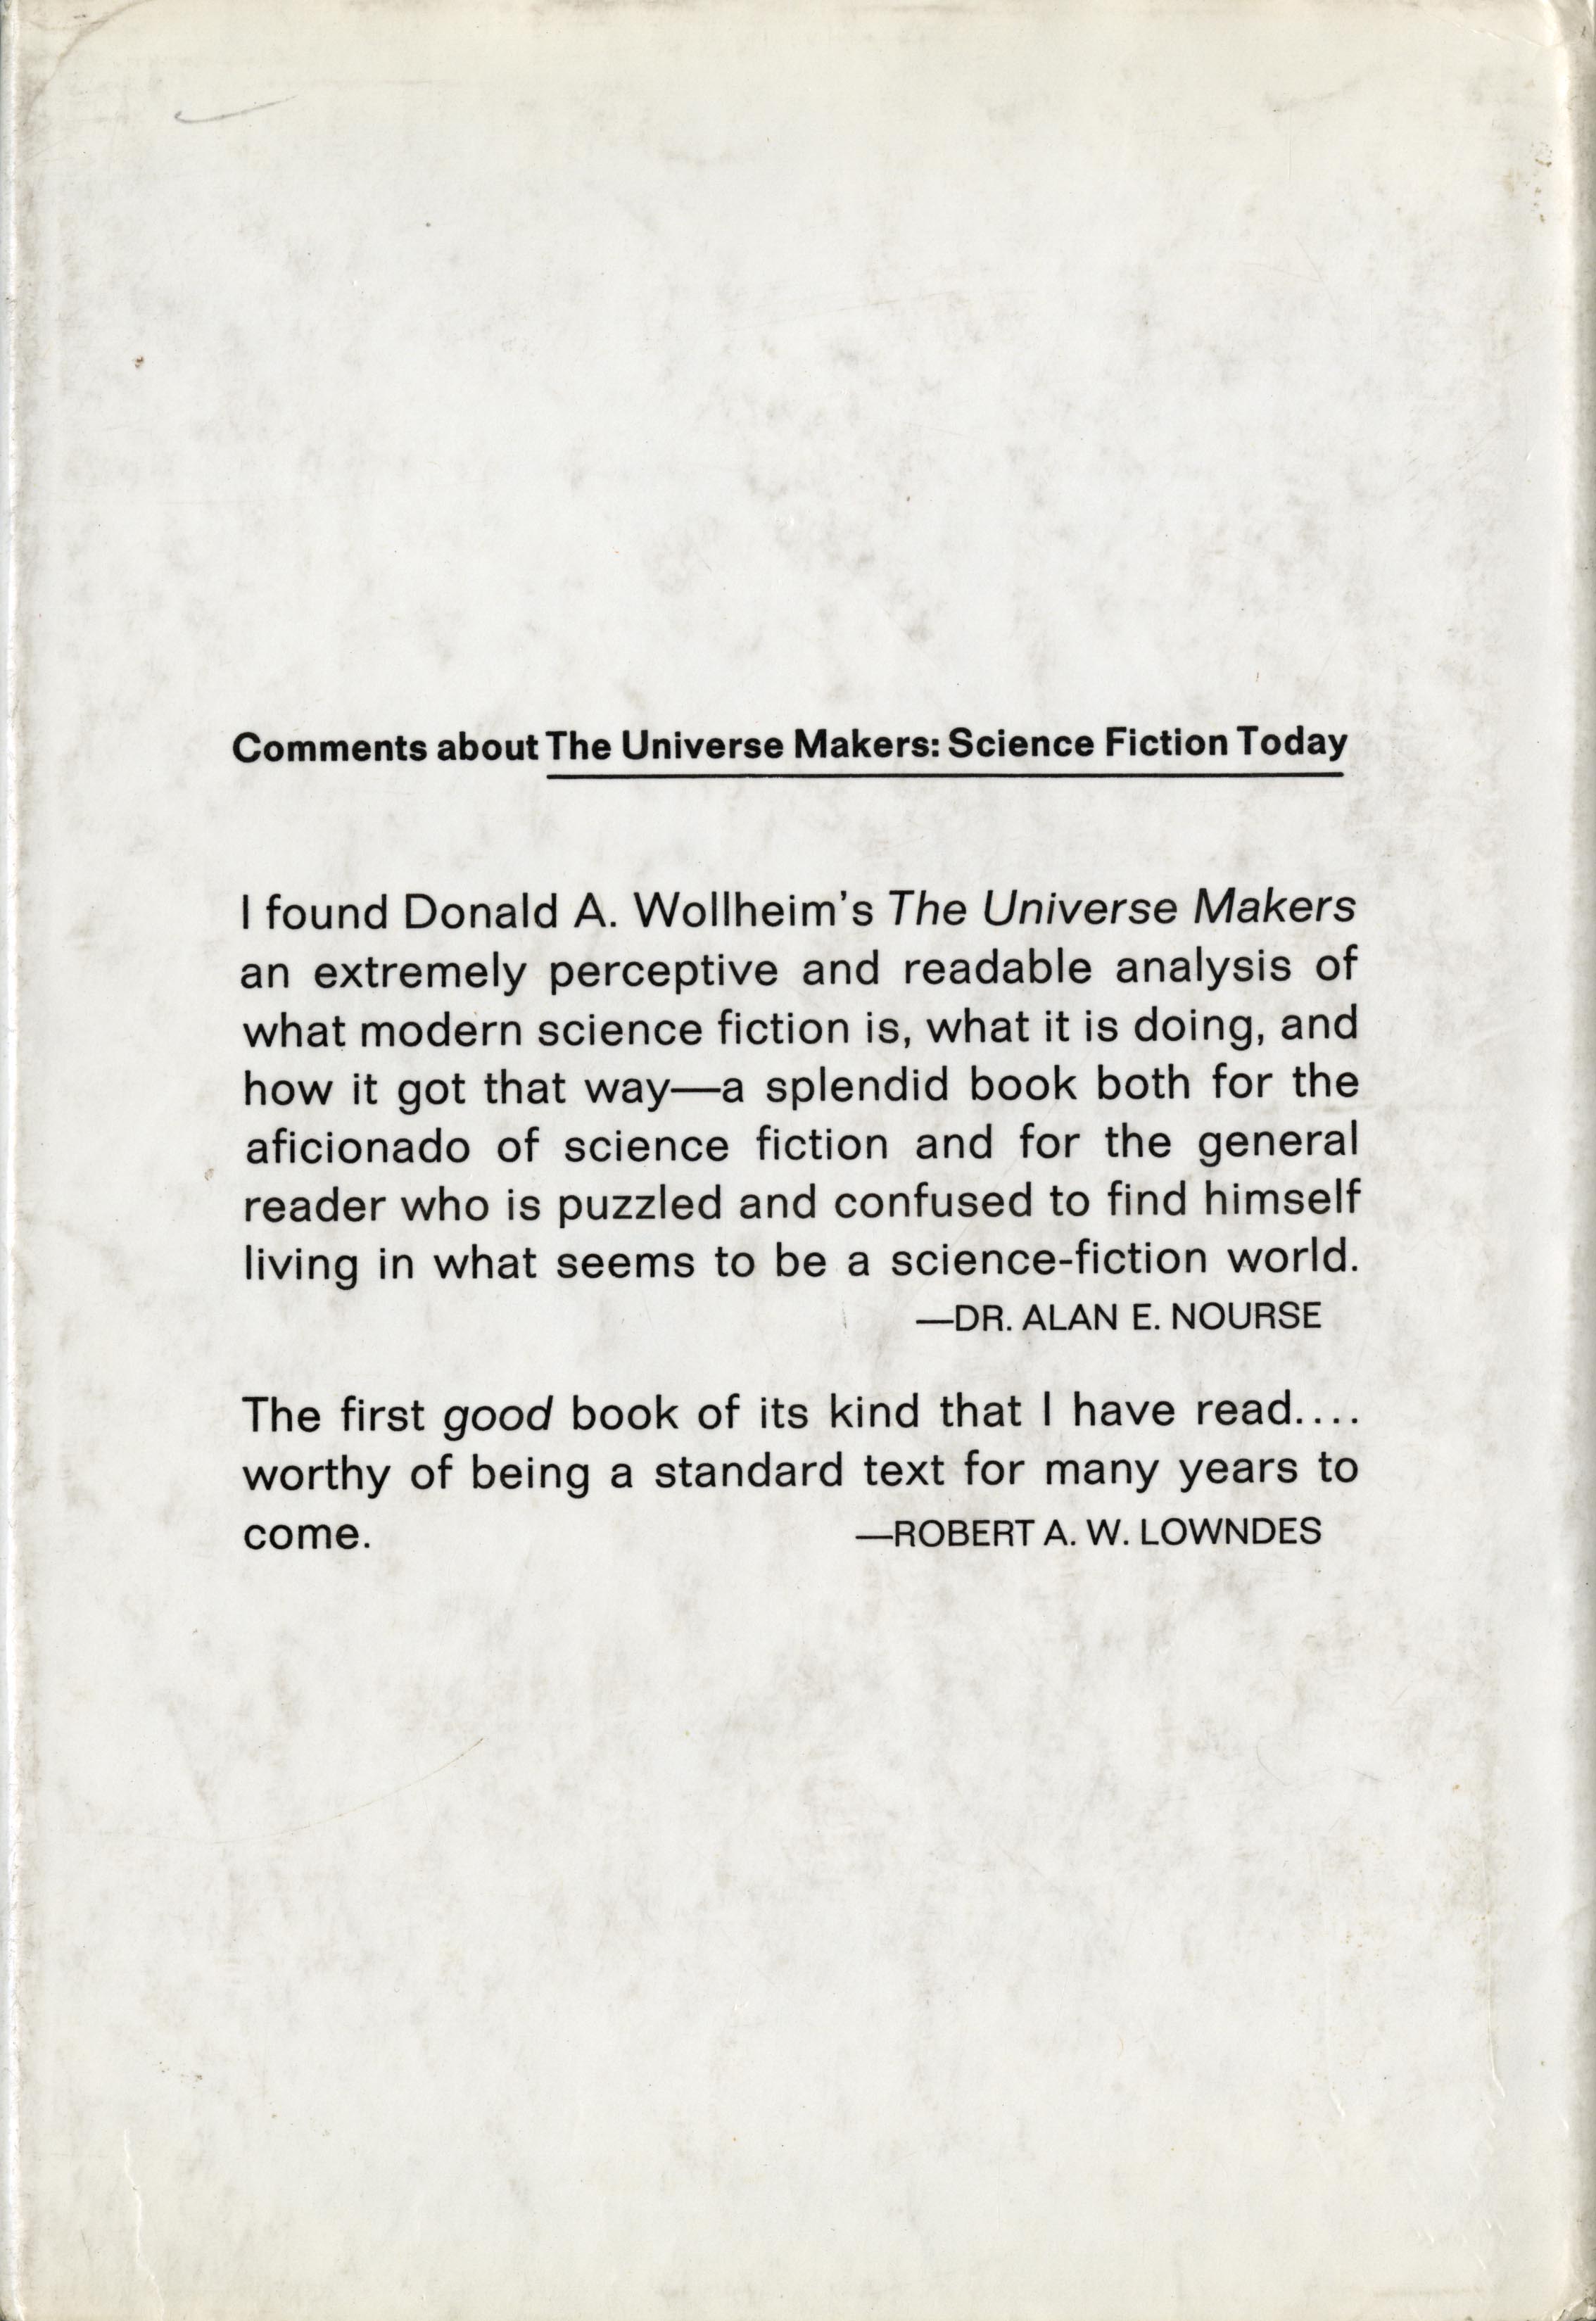 Comments about The Universe Makers: Science Fiction Today
I found Donald A. Wollheim's The Universe Makers
an extremely perceptive and readable analysis of
what modern science fiction is, what it is doing, and
how it got that way—a splendid book both for the
aficionado of science fiction and for the general
reader who is puzzled and confused to find himself
living in what seems to be a science-fiction world.
—DR. ALAN E. NOURSE
The first good book of its kind that I have read....
worthy of being a standard text for many years to
come. —ROBERT A. W. LOWNDES